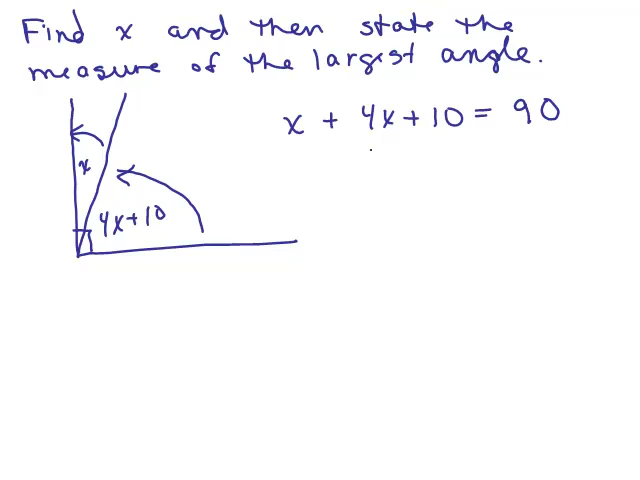 Find x and then state the
measure of the largest angle.
x + 4x + 10 = 90
x
4x+10